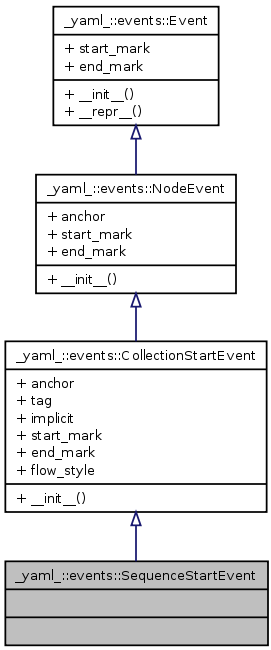 _yaml_::events::Event
+ start_mark
+ end_mark
+ __init__()
+ __repr__()
_yaml_::events::NodeEvent
+ anchor
+ start_mark
+ end_mark
+ __init__()
_yaml_::events::CollectionStartEvent
+ anchor
+ tag
+ implicit
+ start_mark
+ end_mark
+ flow_style
+ __init__()
_yaml_::events::SequenceStartEvent